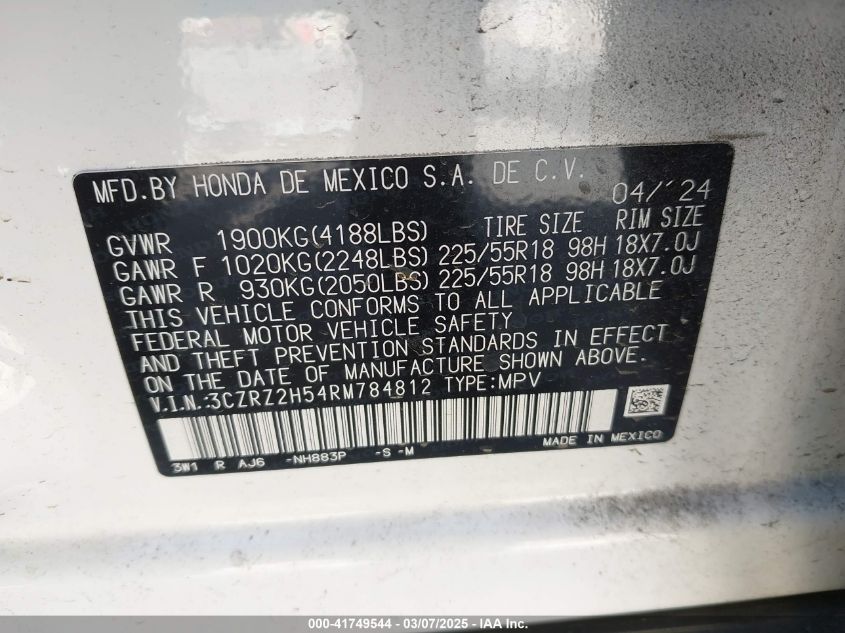 MFD.BY HONDA DE MEXICO S.A. DE C.V. 04/'24
GVWR 1900KG(4188LBS) TIRE SIZE RIM SIZE
GAWR F 1020KG(2248LBS) 225/55R18 98H 18X7.0J
GAWR R 930KG(2050LBS) 225/55R18 98H 18X7.0J
THIS VEHICLE CONFORMS TO ALL APPLICABLE
FEDERAL MOTOR VEHICLE SAFETY
AND THEFT PREVENTION STANDARDS IN EFFECT
ON THE DATE OF MANUFACTURE SHOWN ABOVE.
V.I.N.:3CZRZ2H54RM784812 TYPE:MPV
MADE IN MEXICO
3W1 R AJ6 -NH883P -S -M
000-41749544 - 03/07/2025 - IAA Inc.